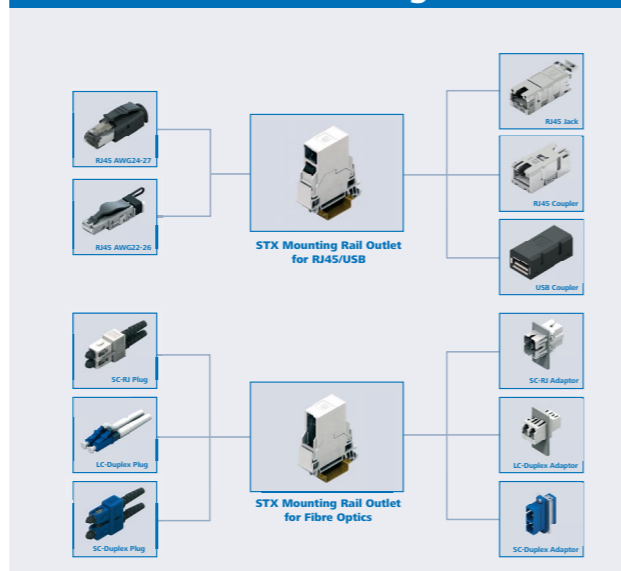 RJ45 AWG24-27
RJ45 AWG22-26
STX Mounting Rail Outlet
for RJ45/USB
RJ45 Jack
RJ45 Coupler
USB Coupler
SC-RJ Plug
LC-Duplex Plug
SC-Duplex Plug
STX Mounting Rail Outlet
for Fibre Optics
SC-RJ Adaptor
LC-Duplex Adaptor
SC-Duplex Adaptor